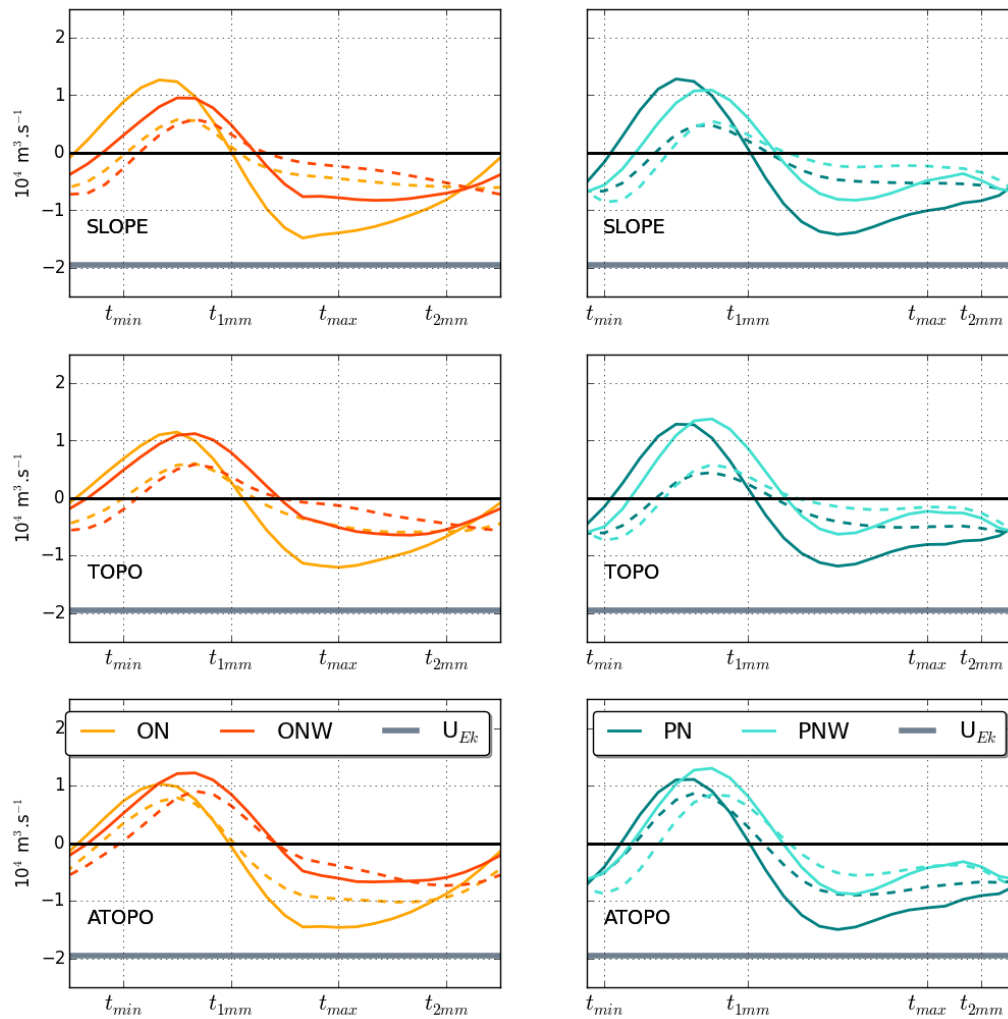 2
1
0
−1
−2
10⁴ m³.s⁻¹
SLOPE
t_min t_1mm t_max t_2mm
SLOPE
t_min t_1mm t_max t_2mm
2
1
0
−1
−2
10⁴ m³.s⁻¹
TOPO
t_min t_1mm t_max t_2mm
TOPO
t_min t_1mm t_max t_2mm
2
1
0
−1
−2
10⁴ m³.s⁻¹
ON ONW U_Ek
ATOPO
t_min t_1mm t_max t_2mm
PN PNW U_Ek
ATOPO
t_min t_1mm t_max t_2mm